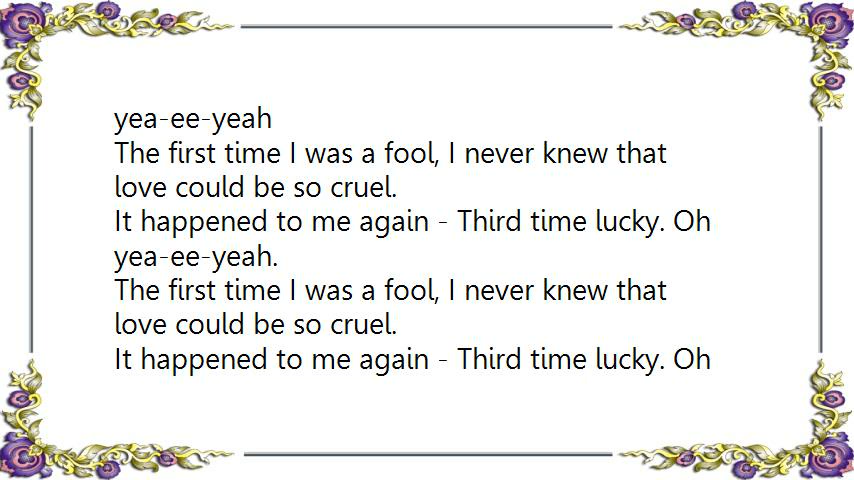 yea-ee-yeah
The first time I was a fool, I never knew that
love could be so cruel.
It happened to me again - Third time lucky. Oh
yea-ee-yeah.
The first time I was a fool, I never knew that
love could be so cruel.
It happened to me again - Third time lucky. Oh